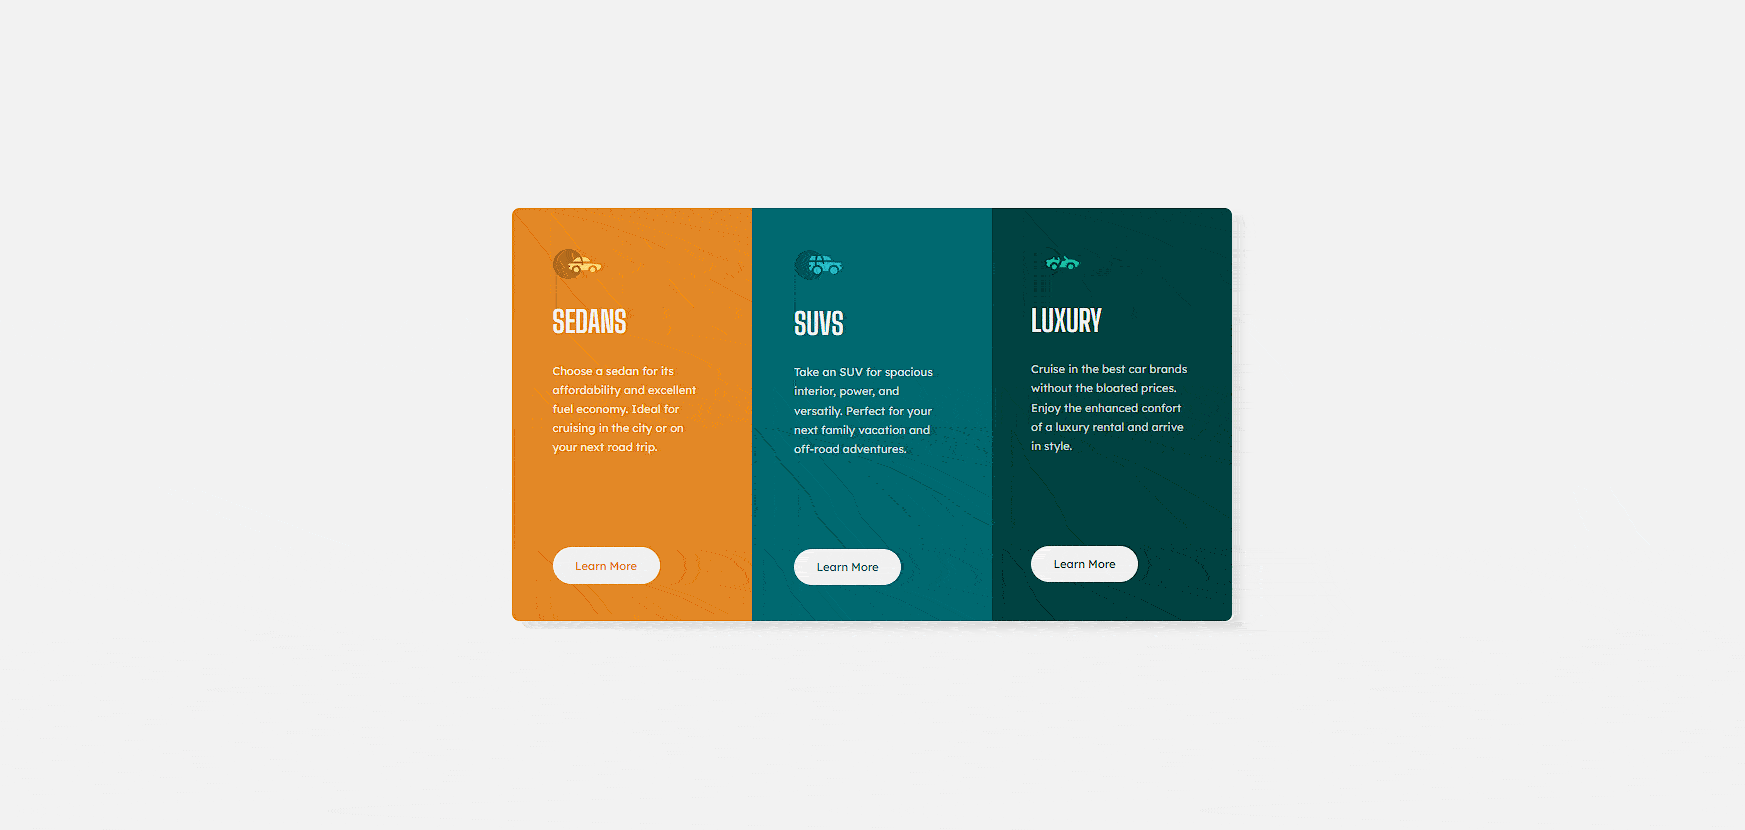 SEDANS
Choose a sedan for its
affordability and excellent
fuel economy. Ideal for
cruising in the city or on
your next road trip.
Learn More
SUVS
Take an SUV for spacious
interior, power, and
versatily. Perfect for your
next family vacation and
off-road adventures.
Learn More
LUXURY
Cruise in the best car brands
without the bloated prices.
Enjoy the enhanced confort
of a luxury rental and arrive
in style.
Learn More